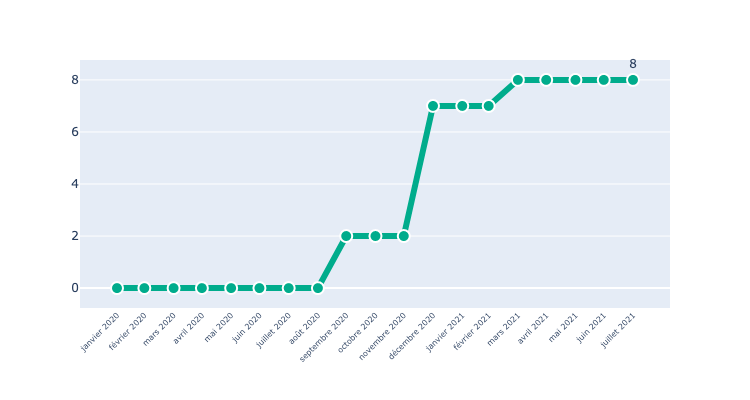 8
8
6
4
2
0
janvier 2020
février 2020
mars 2020
avril 2020
mai 2020
juin 2020
juillet 2020
août 2020
septembre 2020
octobre 2020
novembre 2020
décembre 2020
janvier 2021
février 2021
mars 2021
avril 2021
mai 2021
juin 2021
juillet 2021